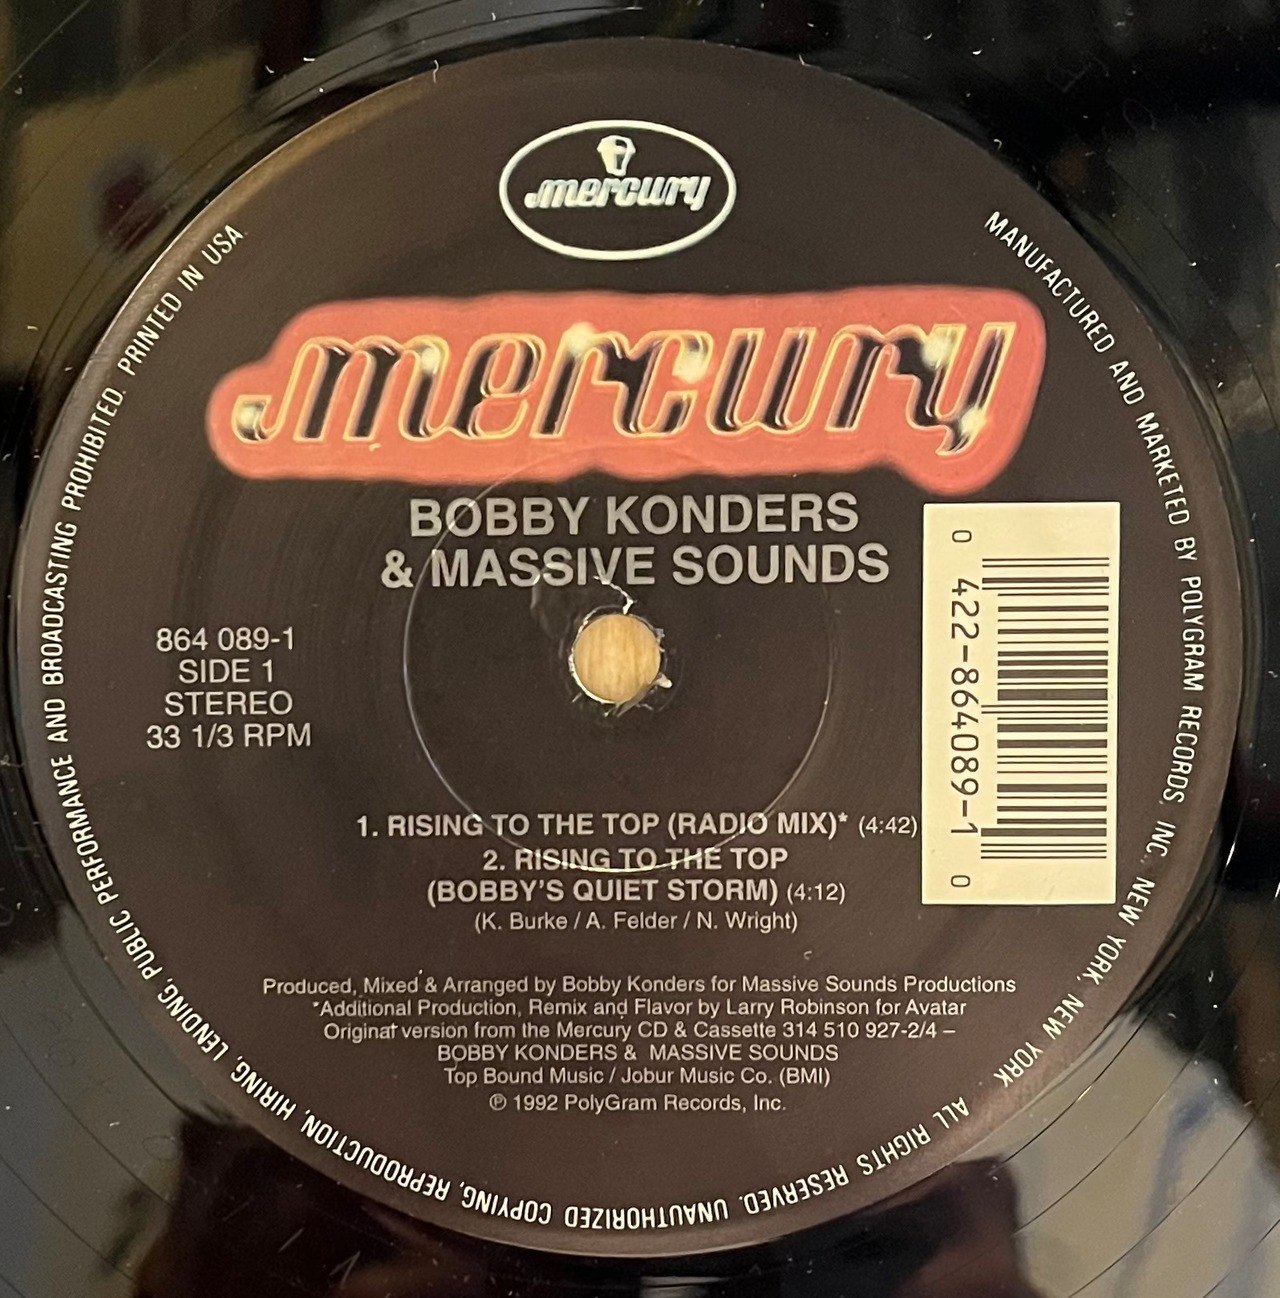 mercury
mercury
BOBBY KONDERS
& MASSIVE SOUNDS
864 089-1
SIDE 1
STEREO
33 1/3 RPM
0 422-864089-1 0
1. RISING TO THE TOP (RADIO MIX)* (4:42)
2. RISING TO THE TOP
(BOBBY'S QUIET STORM) (4:12)
(K. Burke / A. Felder / N. Wright)
Produced, Mixed & Arranged by Bobby Konders for Massive Sounds Productions
*Additional Production, Remix and Flavor by Larry Robinson for Avatar
Original version from the Mercury CD & Cassette 314 510 927-2/4 –
BOBBY KONDERS & MASSIVE SOUNDS
Top Bound Music / Jobur Music Co. (BMI)
℗ 1992 PolyGram Records, Inc.
MANUFACTURED AND MARKETED BY POLYGRAM RECORDS, INC., NEW YORK, NEW YORK ALL RIGHTS RESERVED. UNAUTHORIZED COPYING, REPRODUCTION, HIRING, LENDING, PUBLIC PERFORMANCE AND BROADCASTING PROHIBITED. PRINTED IN USA